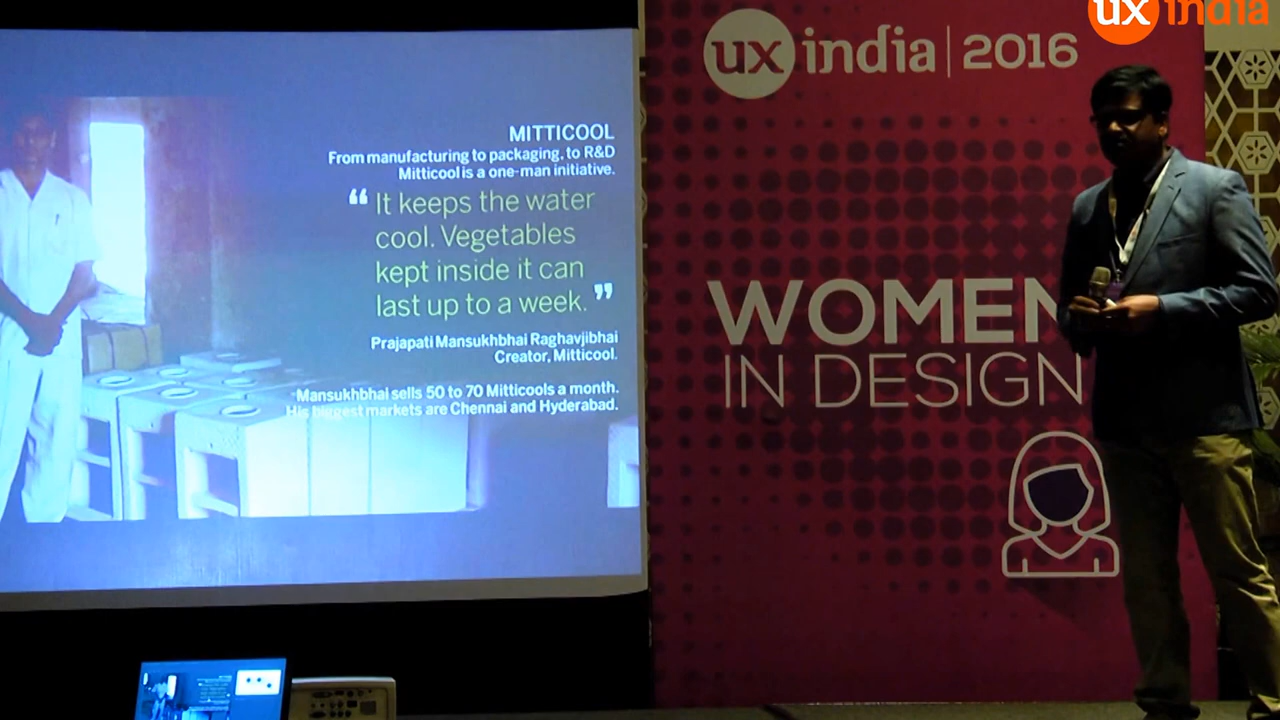 MITTICOOL
From manufacturing to packaging, to R&D
Mitticool is a one-man initiative.
“ It keeps the water
cool. Vegetables
kept inside it can
last up to a week. ”
Prajapati Mansukhbhai Raghavjibhai
Creator, Mitticool.
Mansukhbhai sells 50 to 70 Mitticools a month.
His biggest markets are Chennai and Hyderabad.
ux india | 2016
WOMEN
IN DESIGN
ux india